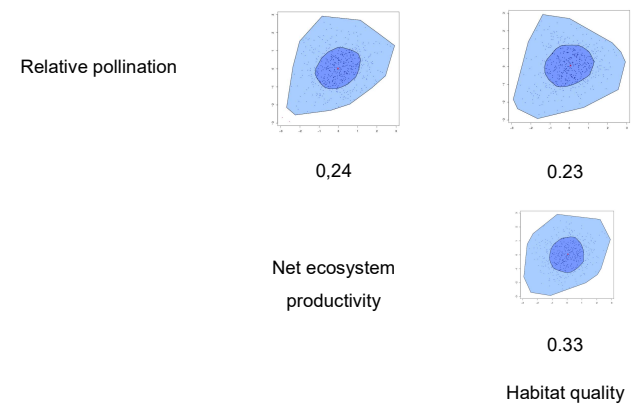 Relative pollination
0,24
0.23
Net ecosystem
productivity
0.33
Habitat quality